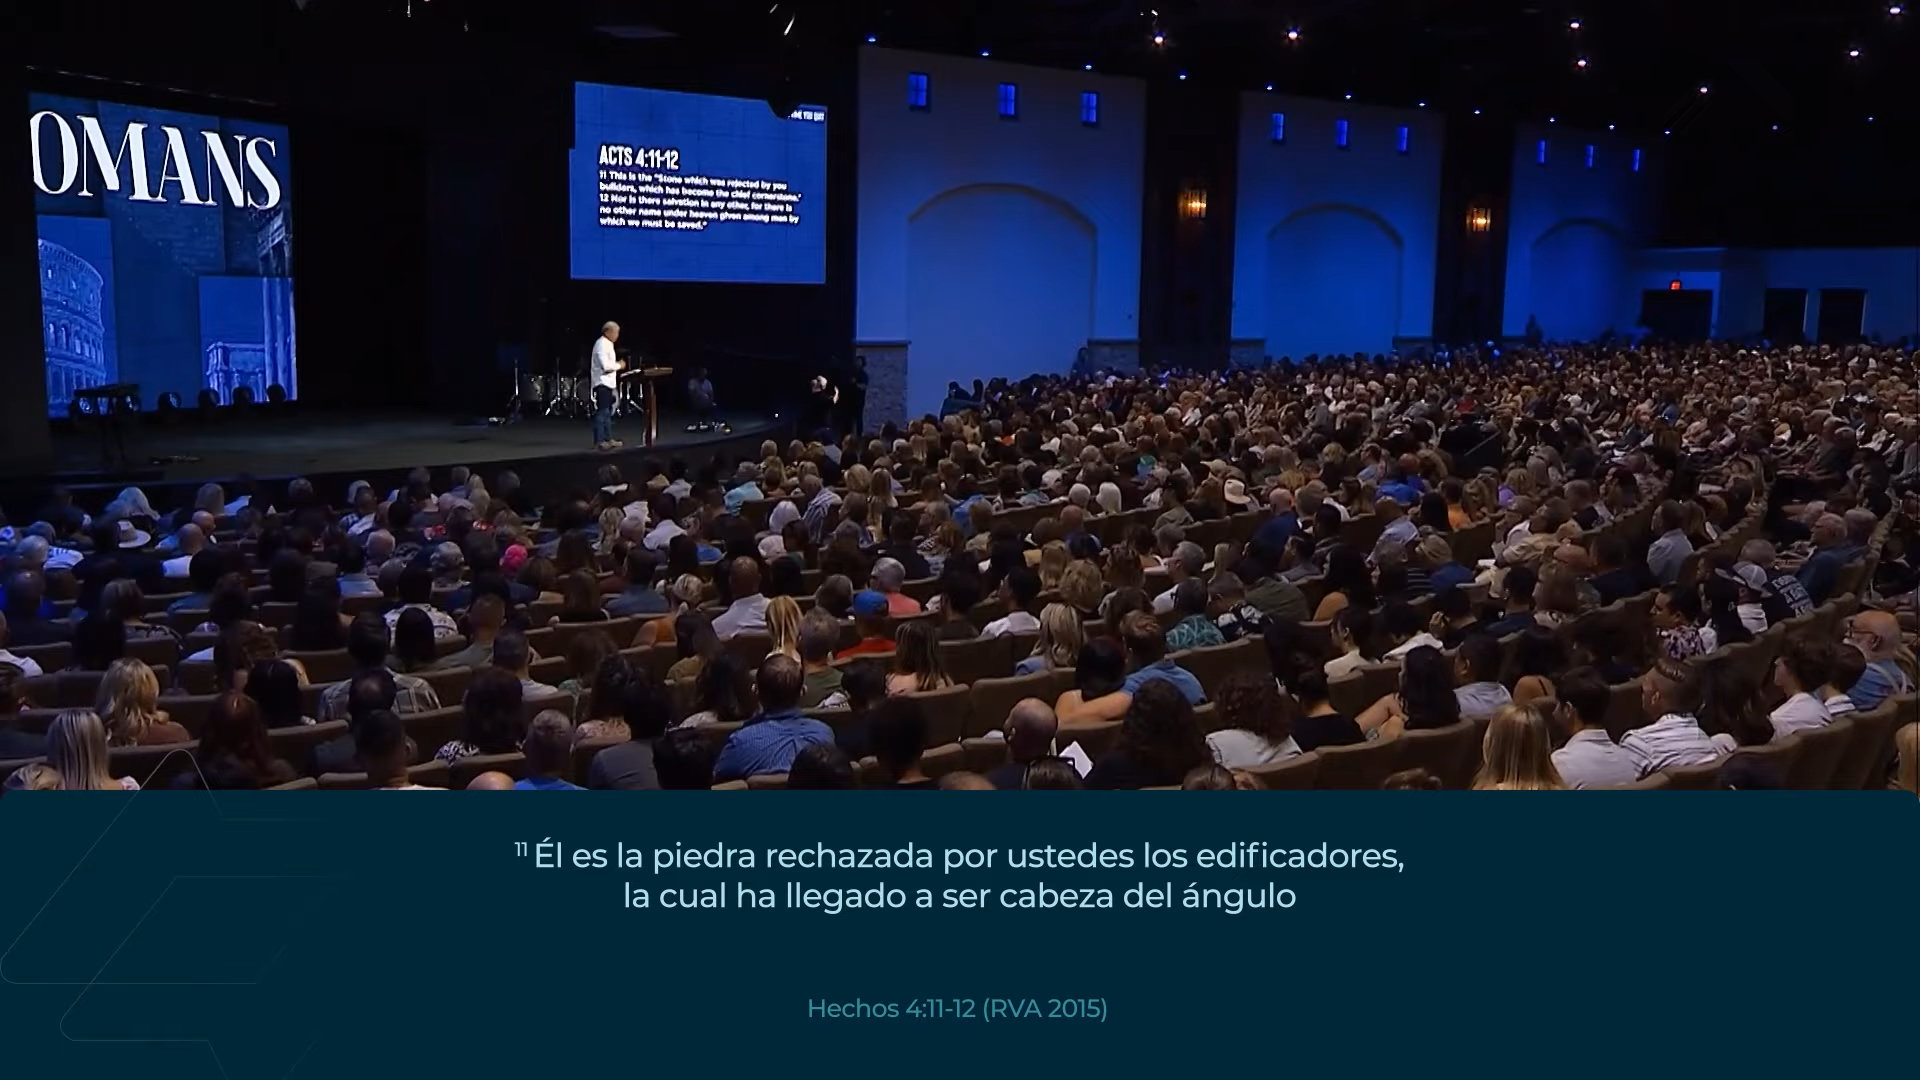 OMANS
ACTS 4:11-12
11 This is the "Stone which was rejected by you
builders, which has become the chief cornerstone.'
12 Nor is there salvation in any other, for there is
no other name under heaven given among men by
which we must be saved."
11 Él es la piedra rechazada por ustedes los edificadores,
la cual ha llegado a ser cabeza del ángulo
Hechos 4:11-12 (RVA 2015)